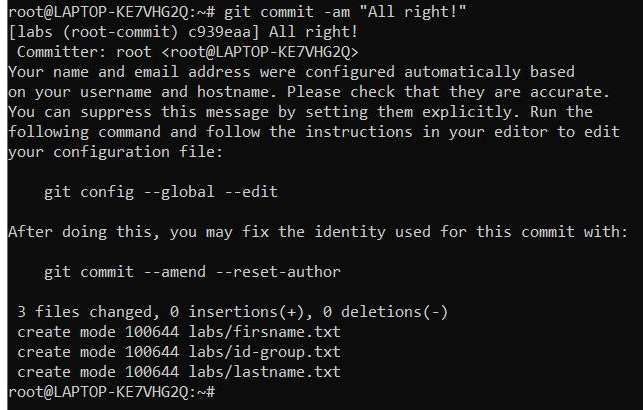 root@LAPTOP-KE7VHG2Q:~# git commit -am "All right!"
[labs (root-commit) c939eaa] All right!
 Committer: root <root@LAPTOP-KE7VHG2Q>
Your name and email address were configured automatically based
on your username and hostname. Please check that they are accurate.
You can suppress this message by setting them explicitly. Run the
following command and follow the instructions in your editor to edit
your configuration file:

    git config --global --edit

After doing this, you may fix the identity used for this commit with:

    git commit --amend --reset-author

 3 files changed, 0 insertions(+), 0 deletions(-)
 create mode 100644 labs/firsname.txt
 create mode 100644 labs/id-group.txt
 create mode 100644 labs/lastname.txt
root@LAPTOP-KE7VHG2Q:~#